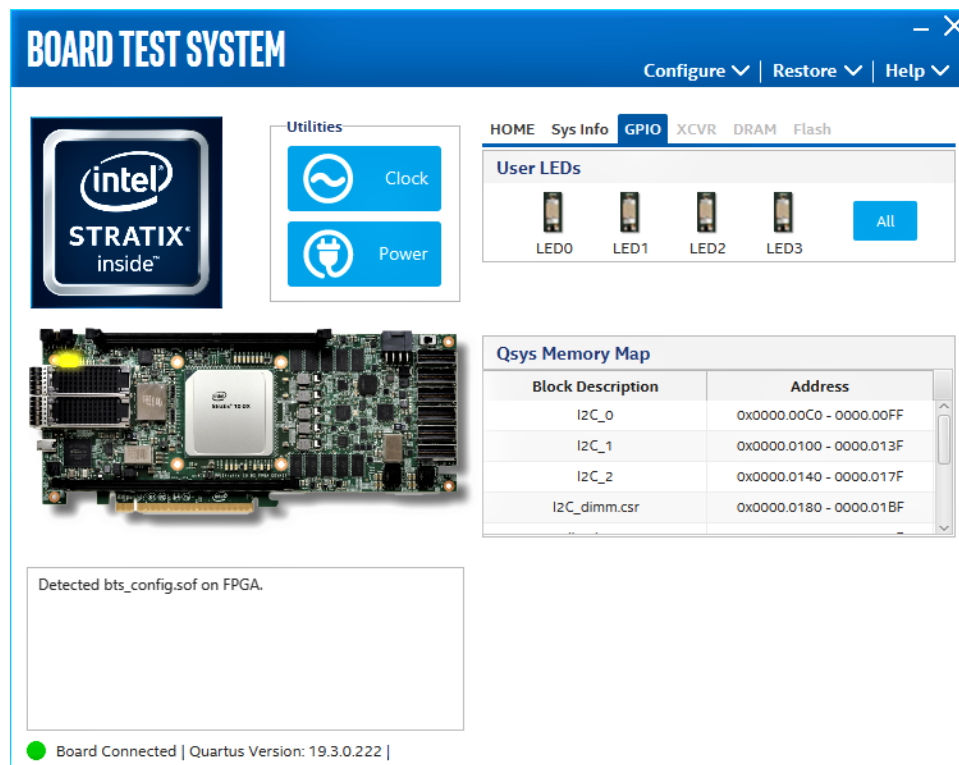 BOARD TEST SYSTEM
Configure | Restore | Help
intel
STRATIX
inside™
Utilities
Clock
Power
HOME Sys Info GPIO XCVR DRAM Flash
User LEDs
LED0 LED1 LED2 LED3
All
Qsys Memory Map
Block Description Address
I2C_0 0x0000.00C0 - 0000.00FF
I2C_1 0x0000.0100 - 0000.013F
I2C_2 0x0000.0140 - 0000.017F
I2C_dimm.csr 0x0000.0180 - 0000.01BF
Detected bts_config.sof on FPGA.
Board Connected | Quartus Version: 19.3.0.222 |